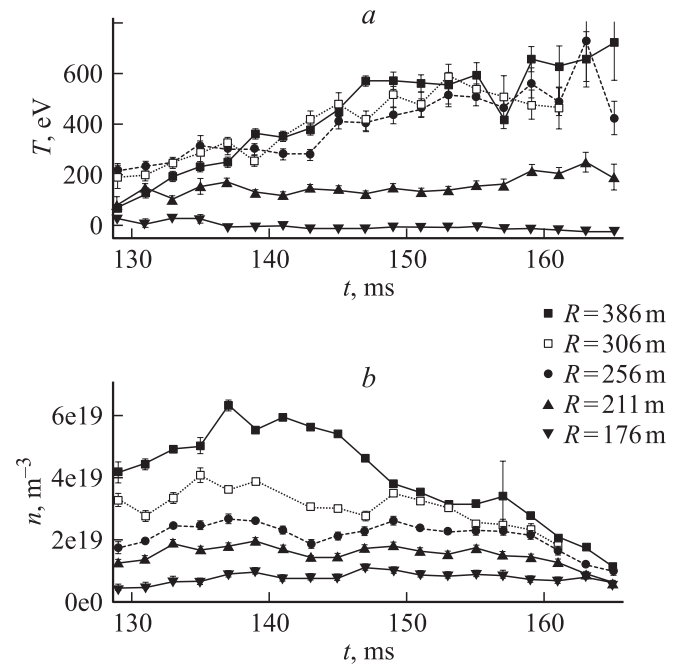 a
600
400
200
0
T, eV
130 140 150 160
t, ms
R = 386 m
R = 306 m
R = 256 m
R = 211 m
R = 176 m
b
6e19
4e19
2e19
0e0
n, m⁻³
130 140 150 160
t, ms